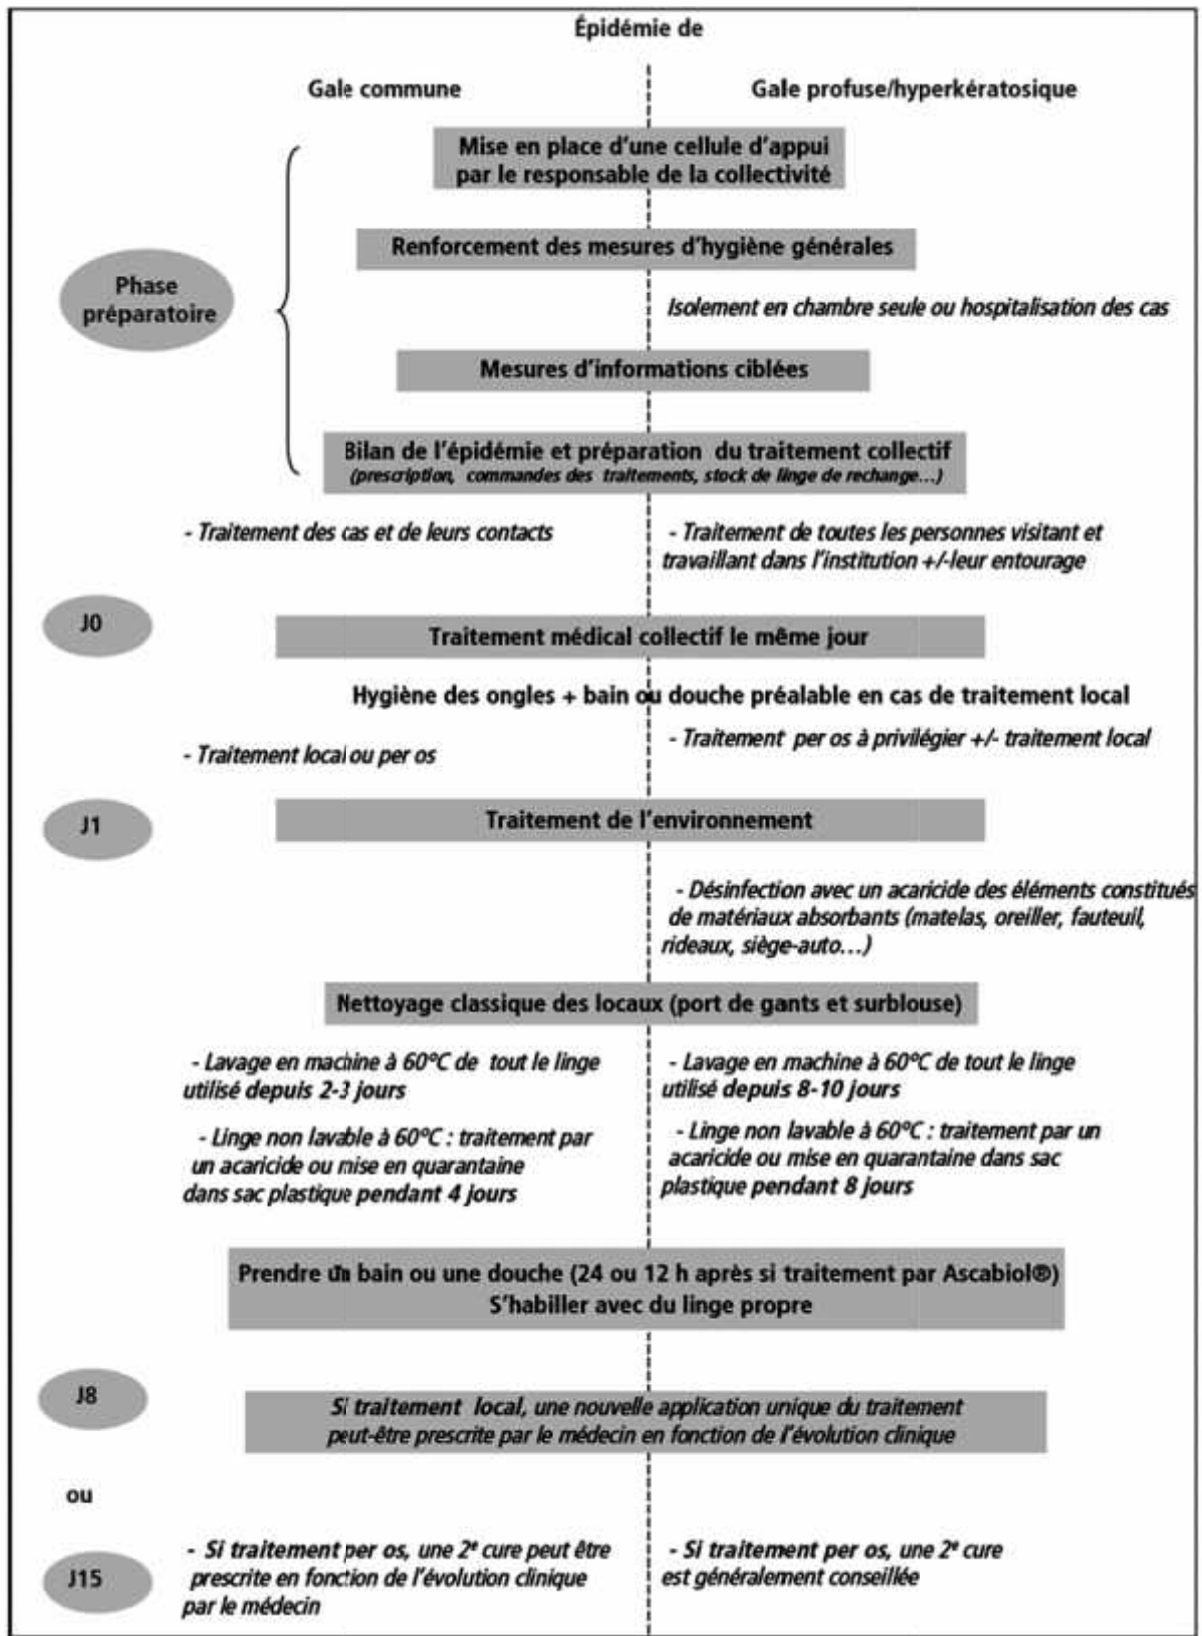 Épidémie de
Gale commune
Gale profuse/hyperkératosique
Mise en place d'une cellule d'appui
par le responsable de la collectivité
Renforcement des mesures d'hygiène générales
Phase
préparatoire
Isolement en chambre seule ou hospitalisation des cas
Mesures d'informations ciblées
Bilan de l'épidémie et préparation du traitement collectif
(prescription, commandes des traitements, stock de linge de rechange...)
- Traitement des cas et de leurs contacts
- Traitement de toutes les personnes visitant et
travaillant dans l'institution +/-leur entourage
J0
Traitement médical collectif le même jour
Hygiène des ongles + bain ou douche préalable en cas de traitement local
- Traitement local ou per os
- Traitement per os à privilégier +/- traitement local
J1
Traitement de l'environnement
- Désinfection avec un acaricide des éléments constitués
de matériaux absorbants (matelas, oreiller, fauteuil,
rideaux, siège-auto...)
Nettoyage classique des locaux (port de gants et surblouse)
- Lavage en machine à 60°C de tout le linge
utilisé depuis 2-3 jours
- Linge non lavable à 60°C : traitement par
un acaricide ou mise en quarantaine
dans sac plastique pendant 4 jours
- Lavage en machine à 60°C de tout le linge
utilisé depuis 8-10 jours
- Linge non lavable à 60°C : traitement par un
acaricide ou mise en quarantaine dans sac
plastique pendant 8 jours
Prendre un bain ou une douche (24 ou 12 h après si traitement par Ascabiol®)
S'habiller avec du linge propre
J8
Si traitement local, une nouvelle application unique du traitement
peut-être prescrite par le médecin en fonction de l'évolution clinique
ou
J15
- Si traitement per os, une 2e cure peut être
prescrite en fonction de l'évolution clinique
par le médecin
- Si traitement per os, une 2e cure
est généralement conseillée